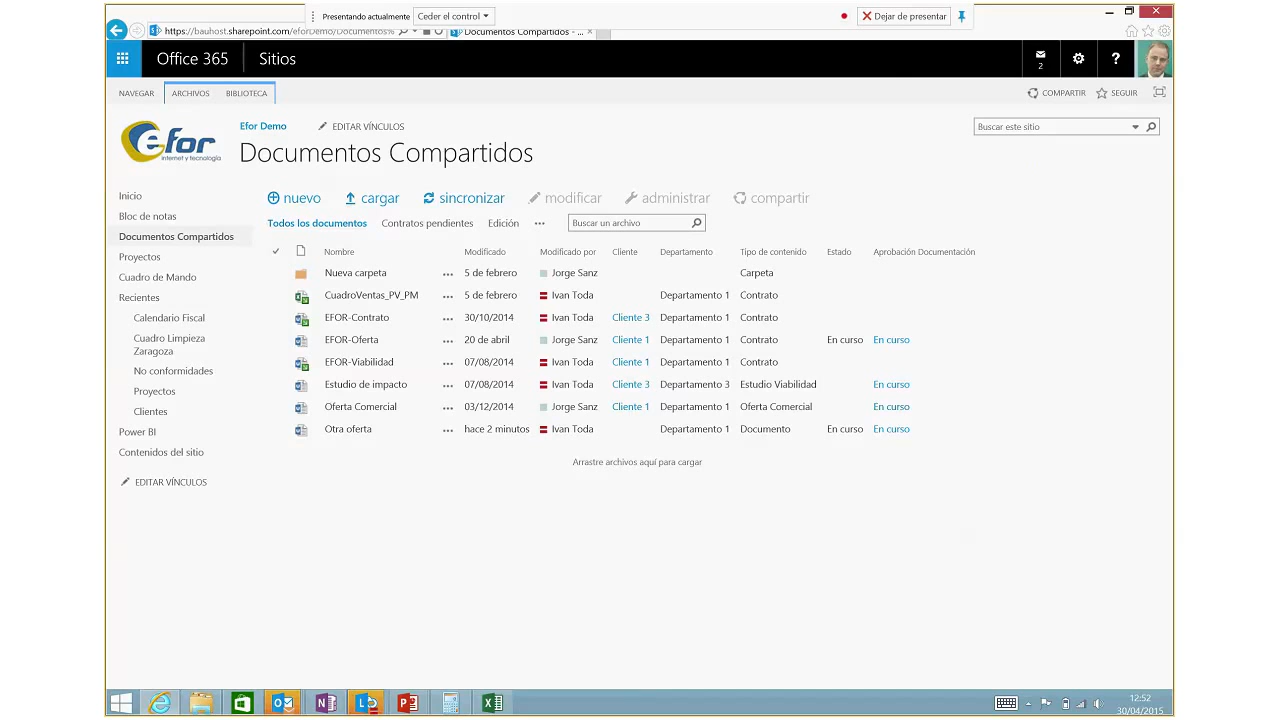 Presentando actualmente Ceder el control Dejar de presentar
https://bauhost.sharepoint.com/eforDemo/Documentos% Documentos Compartidos - ...
Office 365 Sitios 2 ?
NAVEGAR ARCHIVOS BIBLIOTECA COMPARTIR SEGUIR
efor internet y tecnología
Efor Demo EDITAR VÍNCULOS Buscar este sitio
Documentos Compartidos
Inicio
Bloc de notas
Documentos Compartidos
Proyectos
Cuadro de Mando
Recientes
Calendario Fiscal
Cuadro Limpieza
Zaragoza
No conformidades
Proyectos
Clientes
Power BI
Contenidos del sitio
EDITAR VÍNCULOS
nuevo cargar sincronizar modificar administrar compartir
Todos los documentos Contratos pendientes Edición ... Buscar un archivo
Nombre Modificado Modificado por Cliente Departamento Tipo de contenido Estado Aprobación Documentación
Nueva carpeta ... 5 de febrero Jorge Sanz Carpeta
CuadroVentas_PV_PM ... 5 de febrero Ivan Toda Departamento 1 Contrato
EFOR-Contrato ... 30/10/2014 Ivan Toda Cliente 3 Departamento 1 Contrato
EFOR-Oferta ... 20 de abril Jorge Sanz Cliente 1 Departamento 1 Contrato En curso En curso
EFOR-Viabilidad ... 07/08/2014 Ivan Toda Cliente 1 Departamento 1 Contrato
Estudio de impacto ... 07/08/2014 Ivan Toda Cliente 3 Departamento 3 Estudio Viabilidad En curso
Oferta Comercial ... 03/12/2014 Jorge Sanz Cliente 1 Departamento 1 Oferta Comercial En curso
Otra oferta ... hace 2 minutos Ivan Toda Departamento 1 Documento En curso En curso
Arrastre archivos aquí para cargar
12:52
30/04/2015